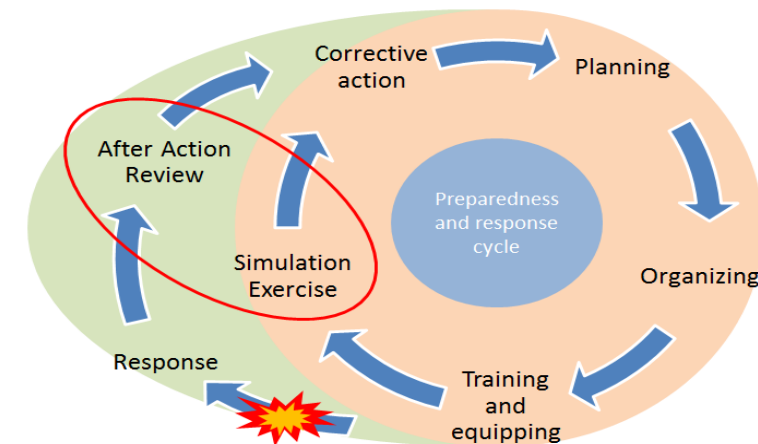 Corrective
action
Planning
After Action
Review
Preparedness
and response
cycle
Simulation
Exercise
Organizing
Response
Training
and
equipping